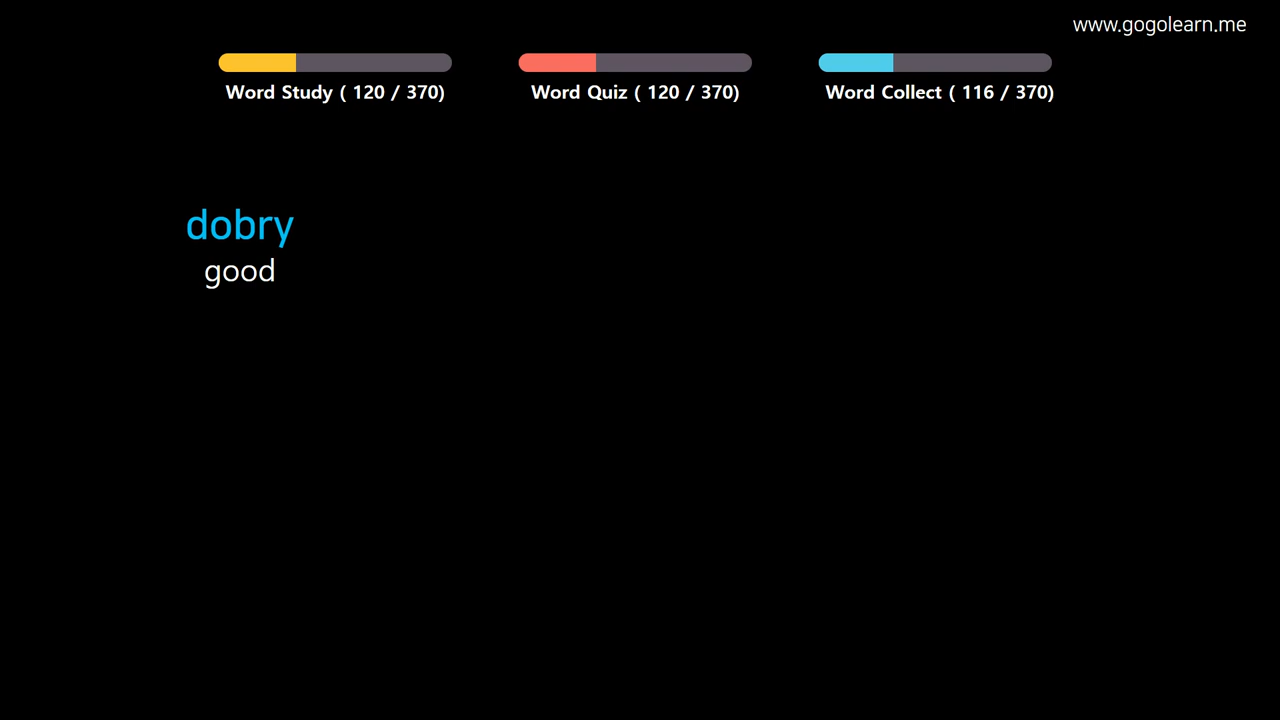 www.gogolearn.me
Word Study ( 120 / 370)
Word Quiz ( 120 / 370)
Word Collect ( 116 / 370)
dobry
good